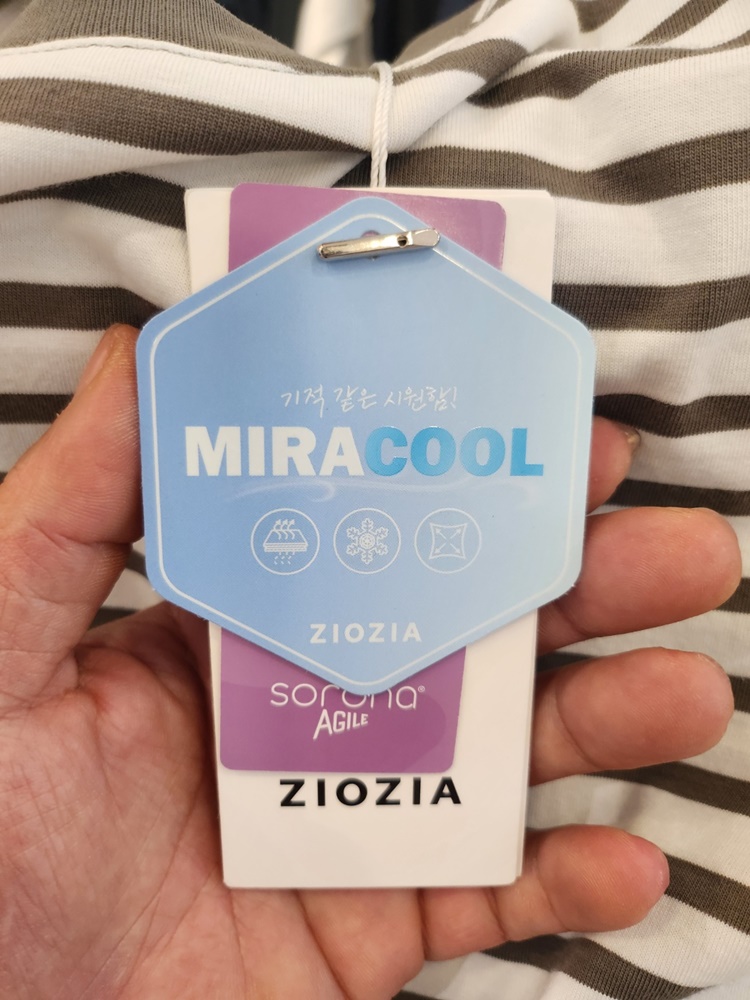 기적 같은 시원함!
MIRACOOL
ZIOZIA
sorona®
AGILE
ZIOZIA